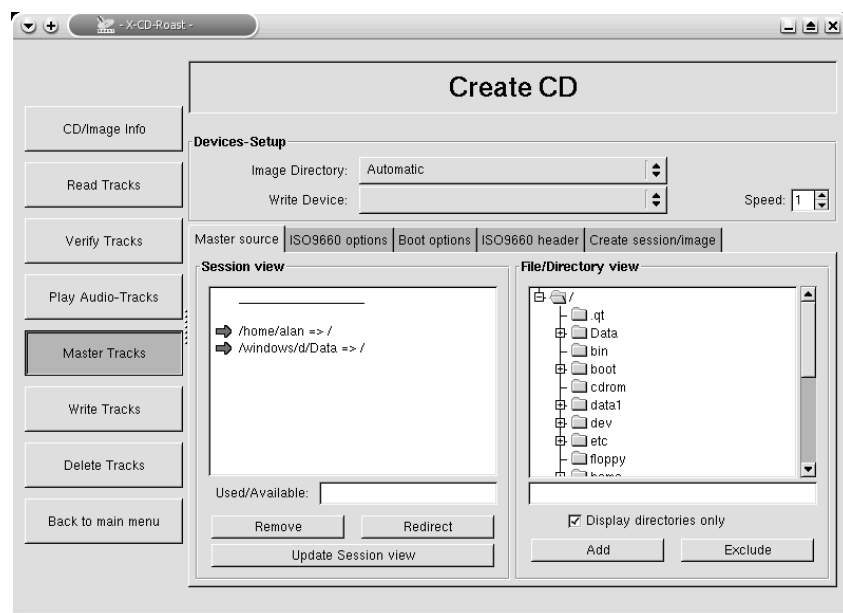 - X-CD-Roast -
Create CD
CD/Image Info
Read Tracks
Verify Tracks
Play Audio-Tracks
Master Tracks
Write Tracks
Delete Tracks
Back to main menu
Devices-Setup
Image Directory: Automatic
Write Device:
Speed: 1
Master source ISO9660 options Boot options ISO9660 header Create session/image
Session view
/home/alan => /
/windows/d/Data => /
Used/Available:
Remove Redirect
Update Session view
File/Directory view
/
.qt
Data
bin
boot
cdrom
data1
dev
etc
floppy
Display directories only
Add Exclude